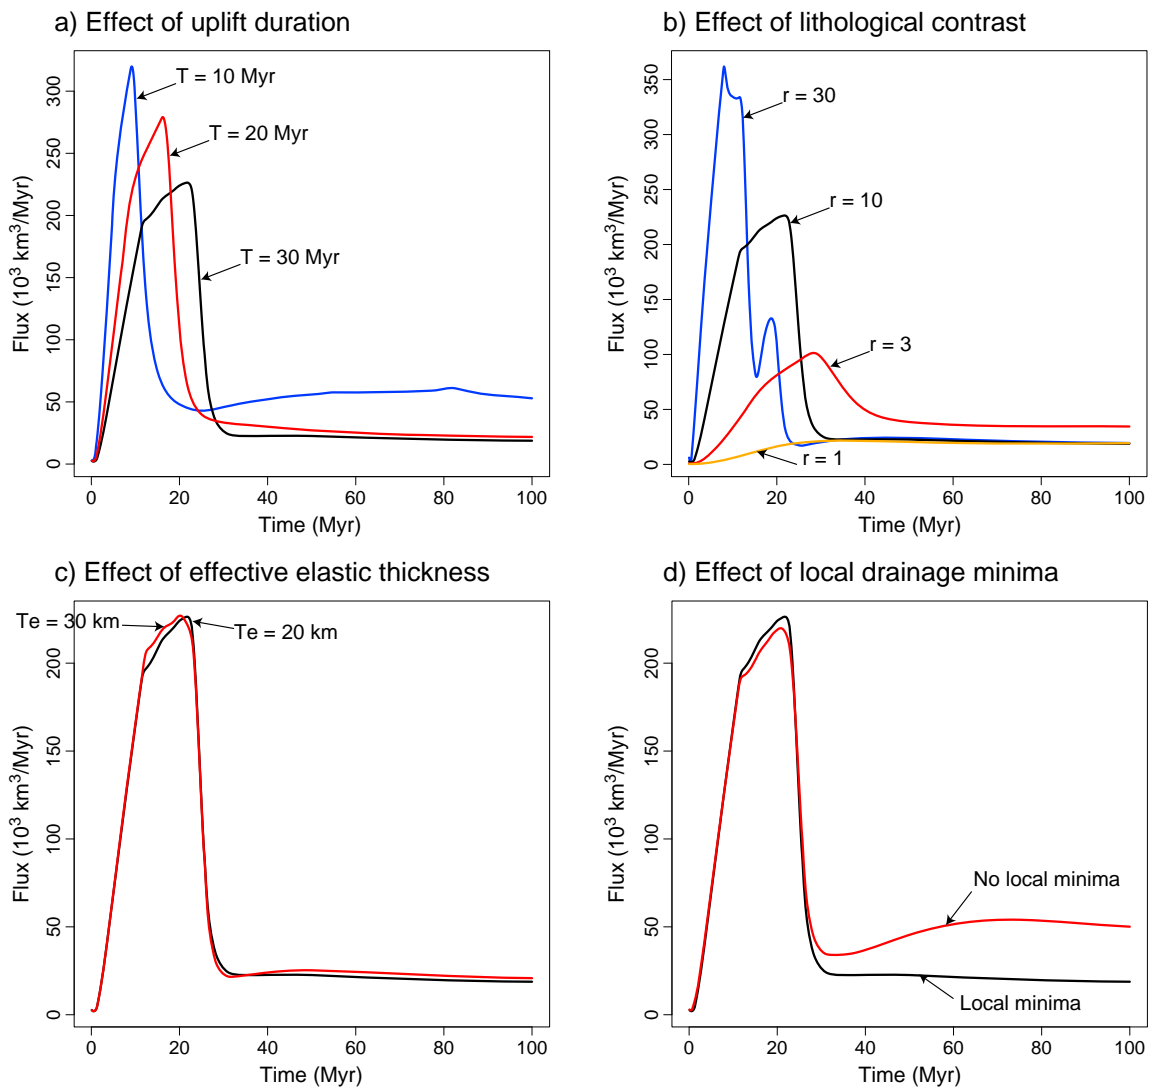 a) Effect of uplift duration
Flux (10³ km³/Myr)
0 50 100 150 200 250 300
T = 10 Myr
T = 20 Myr
T = 30 Myr
0 20 40 60 80 100
Time (Myr)
b) Effect of lithological contrast
Flux (10³ km³/Myr)
0 50 100 150 200 250 300 350
r = 30
r = 10
r = 3
r = 1
0 20 40 60 80 100
Time (Myr)
c) Effect of effective elastic thickness
Flux (10³ km³/Myr)
0 50 100 150 200
Te = 30 km
Te = 20 km
0 20 40 60 80 100
Time (Myr)
d) Effect of local drainage minima
Flux (10³ km³/Myr)
0 50 100 150 200
No local minima
Local minima
0 20 40 60 80 100
Time (Myr)